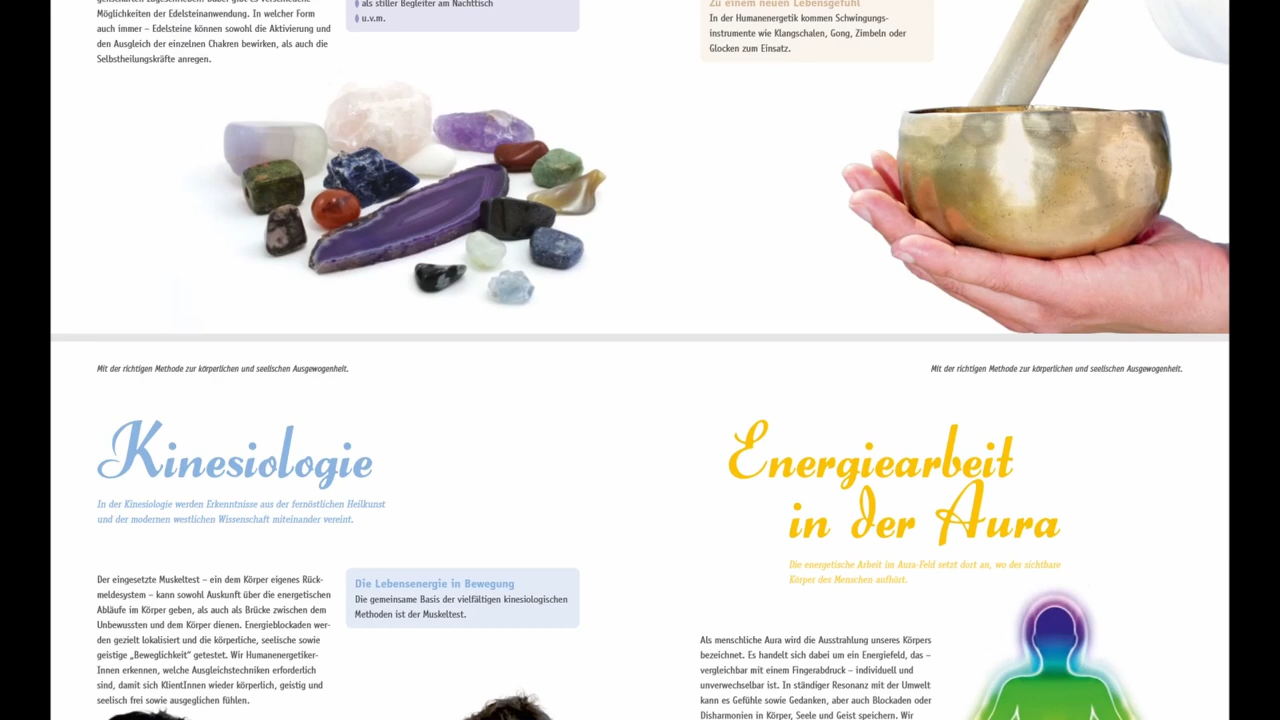 Möglichkeiten der Edelsteinanwendung. In welcher Form
auch immer – Edelsteine können sowohl die Aktivierung und
den Ausgleich der einzelnen Chakren bewirken, als auch die
Selbstheilungskräfte anregen.
als stiller Begleiter am Nachttisch
u.v.m.
Zu einem neuen Lebensgefühl
In der Humanenergetik kommen Schwingungs-
instrumente wie Klangschalen, Gong, Zimbeln oder
Glocken zum Einsatz.
Mit der richtigen Methode zur körperlichen und seelischen Ausgewogenheit.
Kinesiologie
In der Kinesiologie werden Erkenntnisse aus der fernöstlichen Heilkunst
und der modernen westlichen Wissenschaft miteinander vereint.
Der eingesetzte Muskeltest – ein dem Körper eigenes Rück-
meldesystem – kann sowohl Auskunft über die energetischen
Abläufe im Körper geben, als auch als Brücke zwischen dem
Unbewussten und dem Körper dienen. Energieblockaden wer-
den gezielt lokalisiert und die körperliche, seelische sowie
geistige „Beweglichkeit“ getestet. Wir Humanenergetiker-
Innen erkennen, welche Ausgleichstechniken erforderlich
sind, damit sich KlientInnen wieder körperlich, geistig und
seelisch frei sowie ausgeglichen fühlen.
Die Lebensenergie in Bewegung
Die gemeinsame Basis der vielfältigen kinesiologischen
Methoden ist der Muskeltest.
Mit der richtigen Methode zur körperlichen und seelischen Ausgewogenheit.
Energiearbeit
in der Aura
Die energetische Arbeit im Aura-Feld setzt dort an, wo der sichtbare
Körper des Menschen aufhört.
Als menschliche Aura wird die Ausstrahlung unseres Körpers
bezeichnet. Es handelt sich dabei um ein Energiefeld, das –
vergleichbar mit einem Fingerabdruck – individuell und
unverwechselbar ist. In ständiger Resonanz mit der Umwelt
kann es Gefühle sowie Gedanken, aber auch Blockaden oder
Disharmonien in Körper, Seele und Geist speichern. Wir